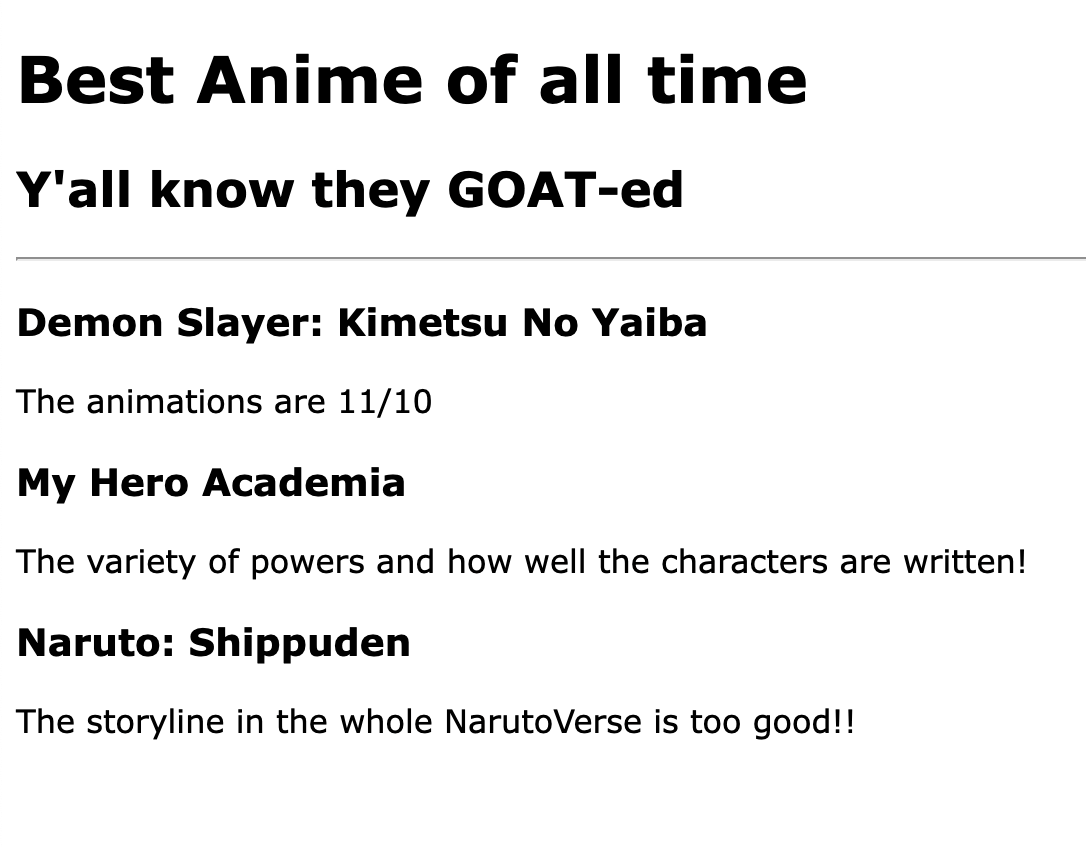 Best Anime of all time
Y'all know they GOAT-ed
Demon Slayer: Kimetsu No Yaiba
The animations are 11/10
My Hero Academia
The variety of powers and how well the characters are written!
Naruto: Shippuden
The storyline in the whole NarutoVerse is too good!!